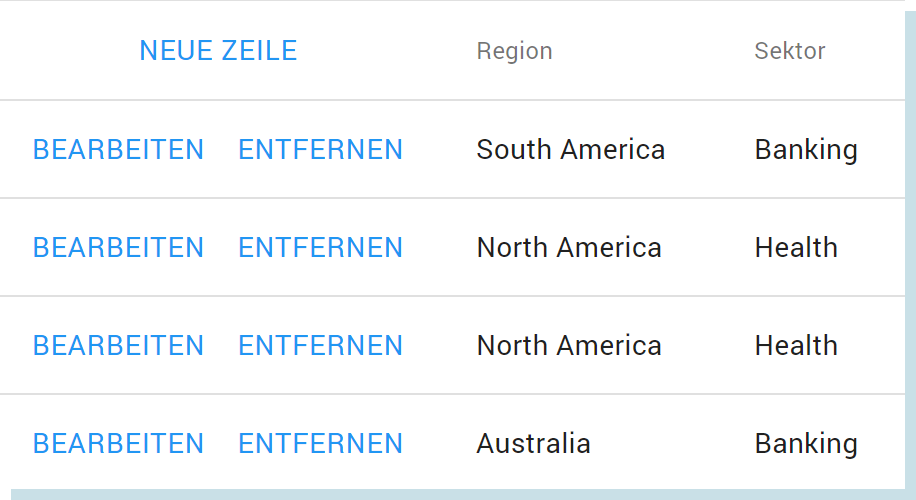 NEUE ZEILE Region Sektor
BEARBEITEN ENTFERNEN South America Banking
BEARBEITEN ENTFERNEN North America Health
BEARBEITEN ENTFERNEN North America Health
BEARBEITEN ENTFERNEN Australia Banking